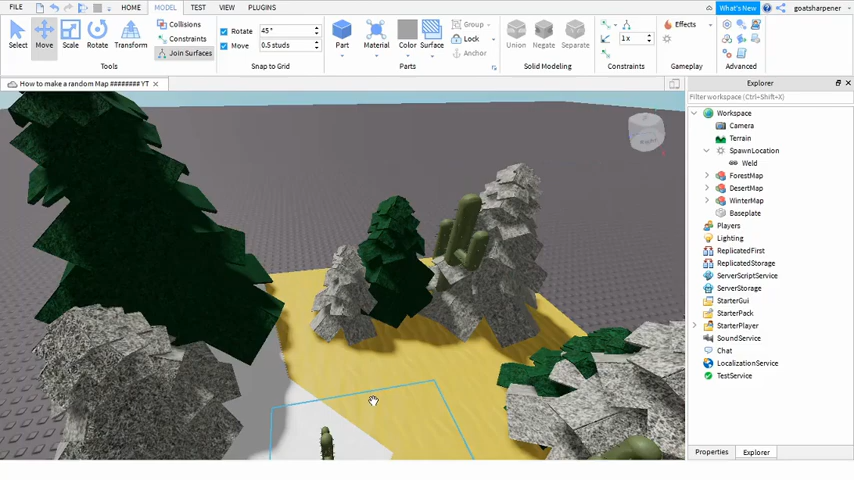 FILE HOME MODEL TEST VIEW PLUGINS What's New goatsharpener
Select Move Scale Rotate Transform
Collisions
Constraints
Join Surfaces
Tools
Rotate 45°
Move 0.5 studs
Snap to Grid
Part Material Color Surface
Group
Lock
Anchor
Parts
Union Negate Separate
Solid Modeling
1x
Constraints
Effects
Gameplay
Advanced
How to make a random Map ######## YT
Explorer
Filter workspace (Ctrl+Shift+X)
Workspace
Camera
Terrain
SpawnLocation
Weld
ForestMap
DesertMap
WinterMap
Baseplate
Players
Lighting
ReplicatedFirst
ReplicatedStorage
ServerScriptService
ServerStorage
StarterGui
StarterPack
StarterPlayer
SoundService
Chat
LocalizationService
TestService
Properties Explorer